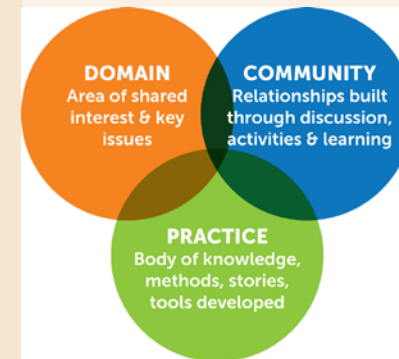 DOMAIN
Area of shared
interest & key
issues
COMMUNITY
Relationships built
through discussion,
activities & learning
PRACTICE
Body of knowledge,
methods, stories,
tools developed